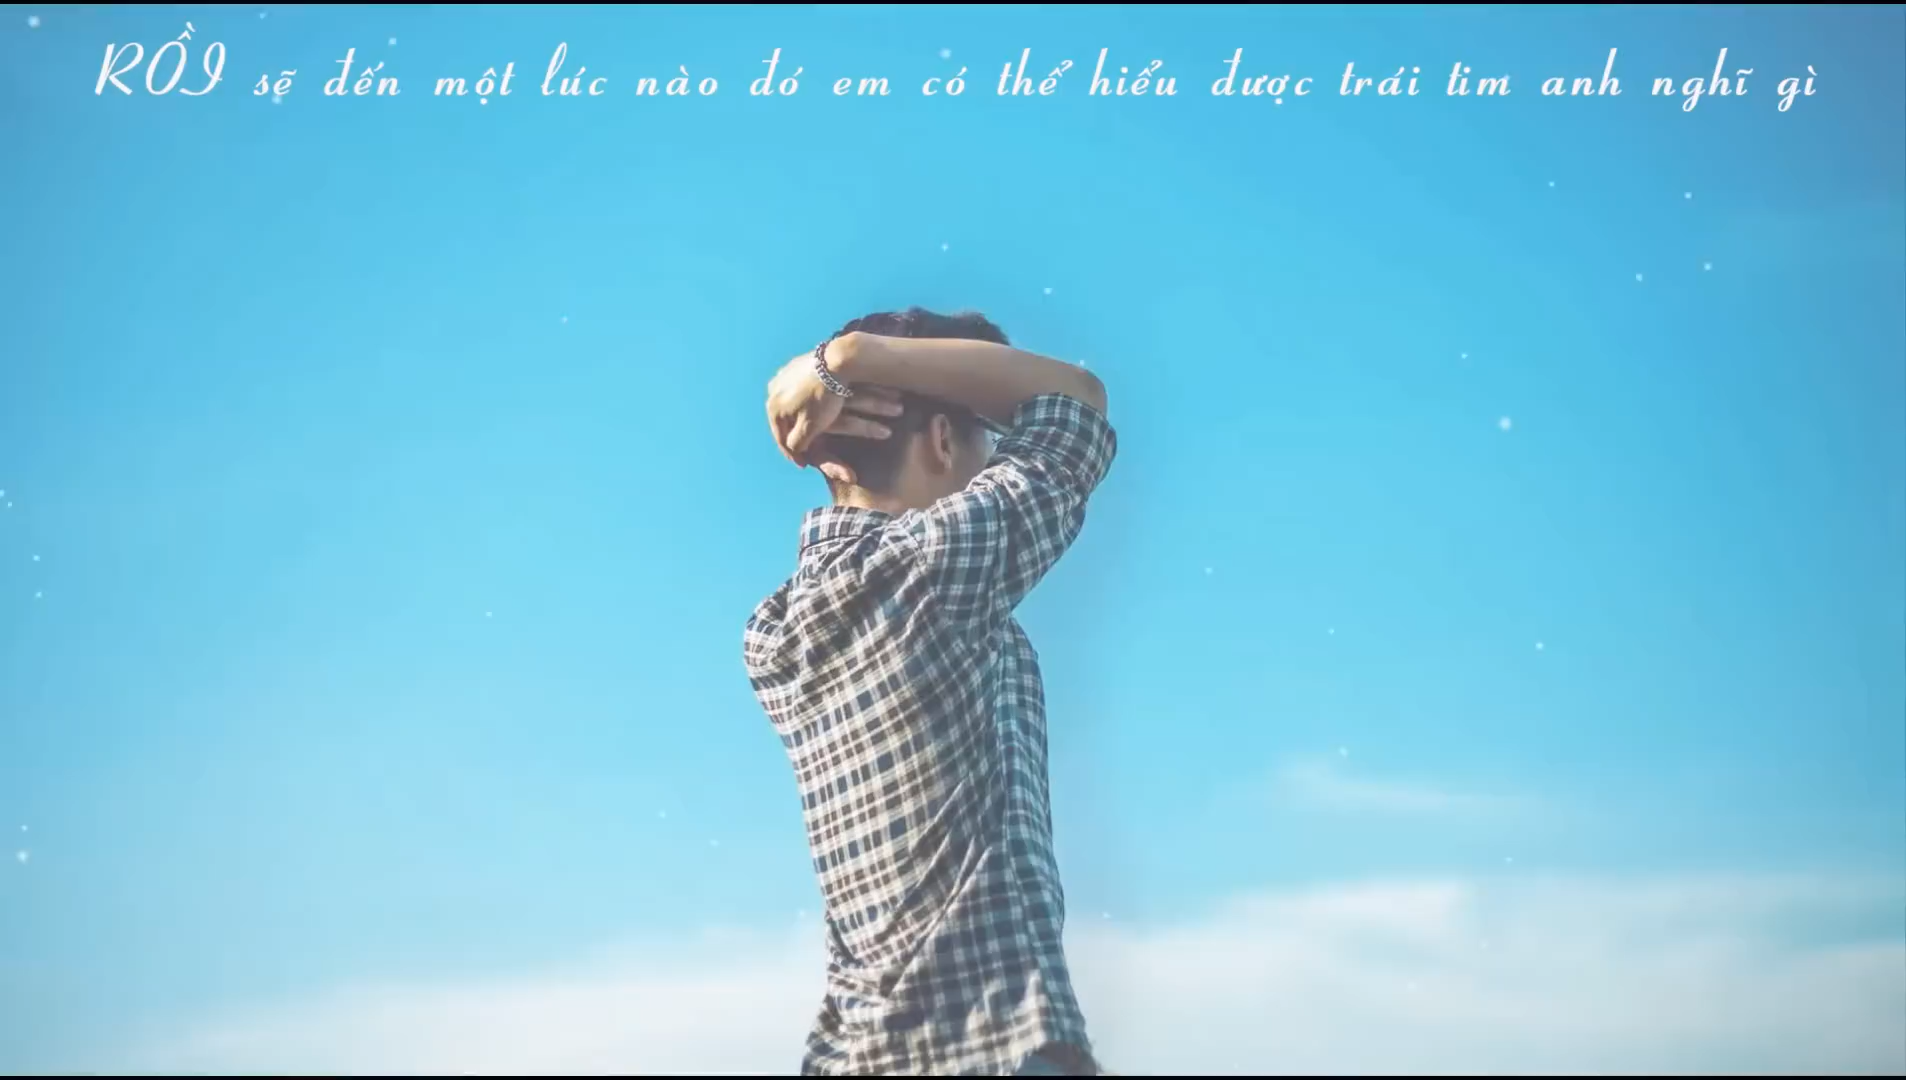 RỒI sẽ đến một lúc nào đó em có thể hiểu được trái tim anh nghĩ gì